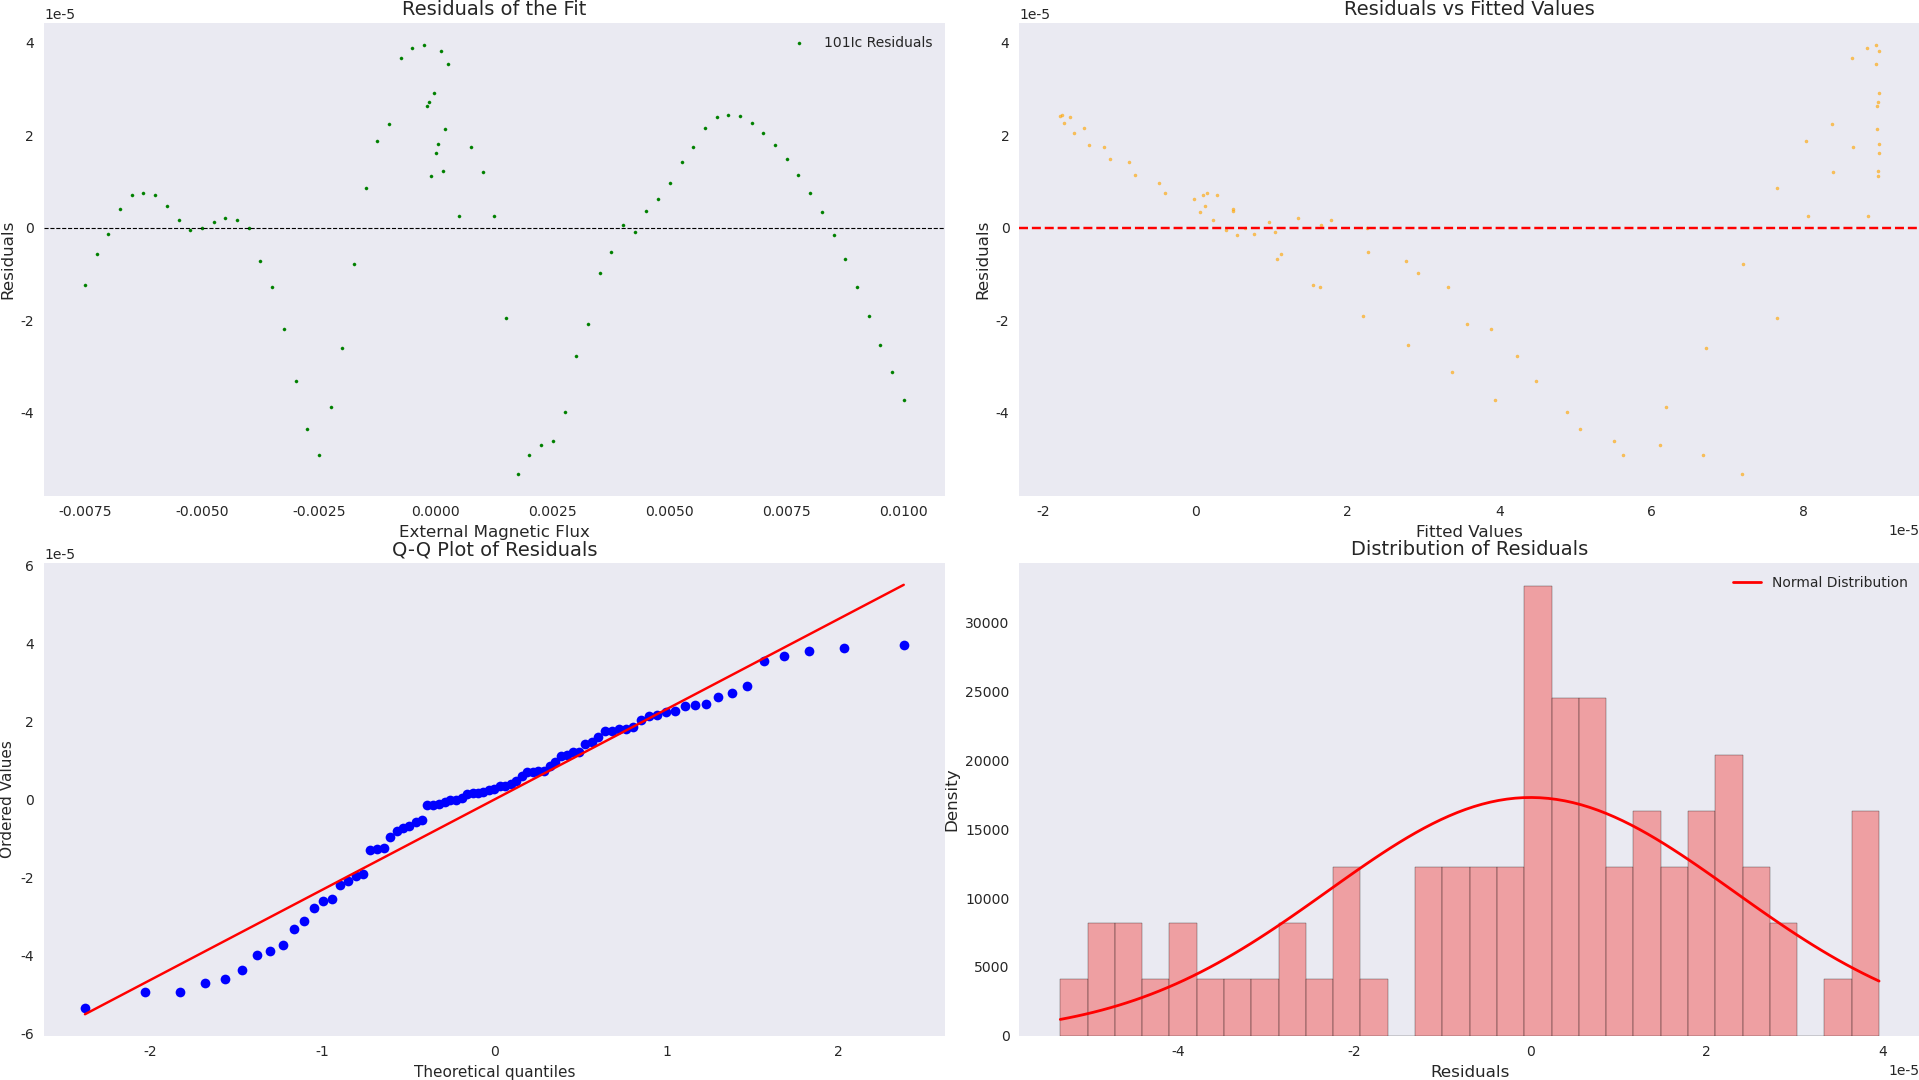 Residuals of the Fit
1e-5
101Ic Residuals
4
2
0
-2
-4
Residuals
-0.0075 -0.0050 -0.0025 0.0000 0.0025 0.0050 0.0075 0.0100
External Magnetic Flux
Residuals vs Fitted Values
1e-5
4
2
0
-2
-4
Residuals
-2 0 2 4 6 8
1e-5
Fitted Values
Q-Q Plot of Residuals
1e-5
6
4
2
0
-2
-4
-6
Ordered Values
-2 -1 0 1 2
Theoretical quantiles
Distribution of Residuals
Normal Distribution
30000
25000
20000
15000
10000
5000
0
Density
-4 -2 0 2 4
1e-5
Residuals